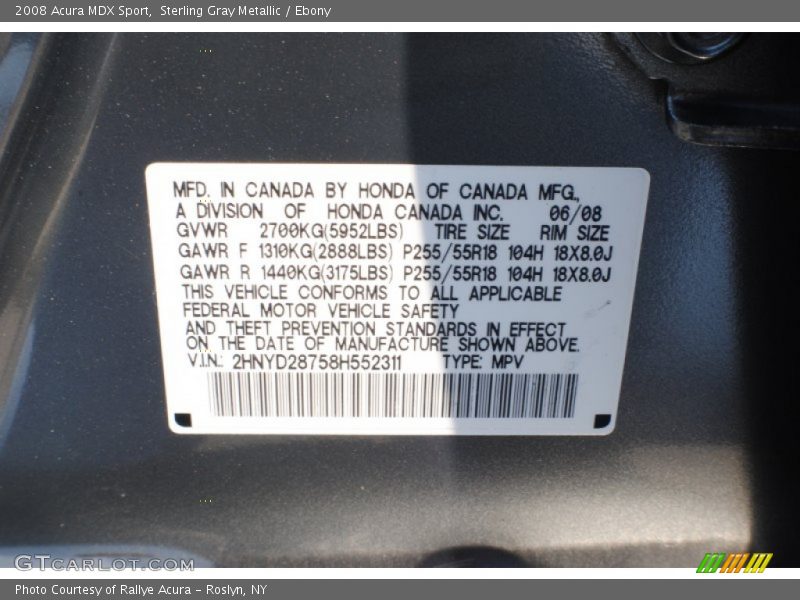 2008 Acura MDX Sport,  Sterling Gray Metallic / Ebony
MFD. IN CANADA BY HONDA OF CANADA MFG.,
A DIVISION OF HONDA CANADA INC. 06/08
GVWR 2700KG(5952LBS) TIRE SIZE RIM SIZE
GAWR F 1310KG(2888LBS) P255/55R18 104H 18X8.0J
GAWR R 1440KG(3175LBS) P255/55R18 104H 18X8.0J
THIS VEHICLE CONFORMS TO ALL APPLICABLE
FEDERAL MOTOR VEHICLE SAFETY
AND THEFT PREVENTION STANDARDS IN EFFECT
ON THE DATE OF MANUFACTURE SHOWN ABOVE.
V.I.N.: 2HNYD28758H552311 TYPE: MPV
GTCARLOT.COM
Photo Courtesy of Rallye Acura – Roslyn, NY